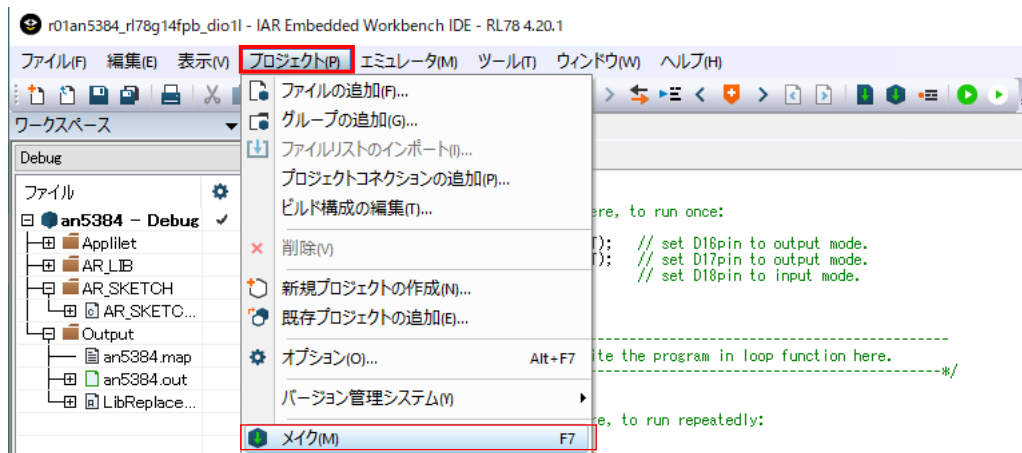 r01an5384_rl78g14fpb_dio1l - IAR Embedded Workbench IDE - RL78 4.20.1
ファイル(F) 編集(E) 表示(V) プロジェクト(P) エミュレータ(M) ツール(T) ウィンドウ(W) ヘルプ(H)
ワークスペース
Debug
ファイル
an5384 - Debug
Applilet
AR_LIB
AR_SKETCH
AR_SKETC...
Output
an5384.map
an5384.out
LibReplace...
ファイルの追加(F)...
グループの追加(G)...
ファイルリストのインポート(I)...
プロジェクトコネクションの追加(P)...
ビルド構成の編集(T)...
削除(V)
新規プロジェクトの作成(N)...
既存プロジェクトの追加(E)...
オプション(O)... Alt+F7
バージョン管理システム(Y)
メイク(M) F7
ere, to run once:
); // set D16pin to output mode.
); // set D17pin to output mode.
// set D18pin to input mode.
ite the program in loop function here.
--*/
e, to run repeatedly: